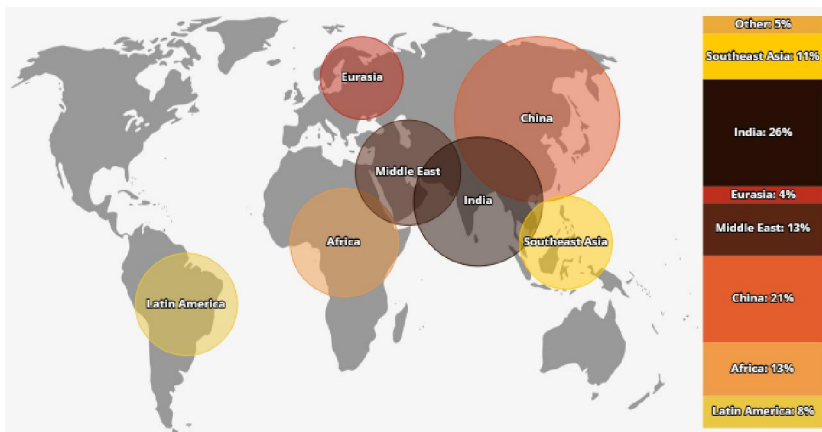 Eurasia
China
Middle East
India
Africa
Southeast Asia
Latin America
Other: 5%
Southeast Asia: 11%
India: 26%
Eurasia: 4%
Middle East: 13%
China: 21%
Africa: 13%
Latin America: 8%